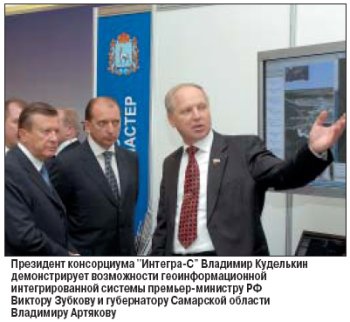 АСТЕР
Президент консорциума "Интегра-С" Владимир Куделькин
демонстрирует возможности геоинформационной
интегрированной системы премьер-министру РФ
Виктору Зубкову и губернатору Самарской области
Владимиру Артякову